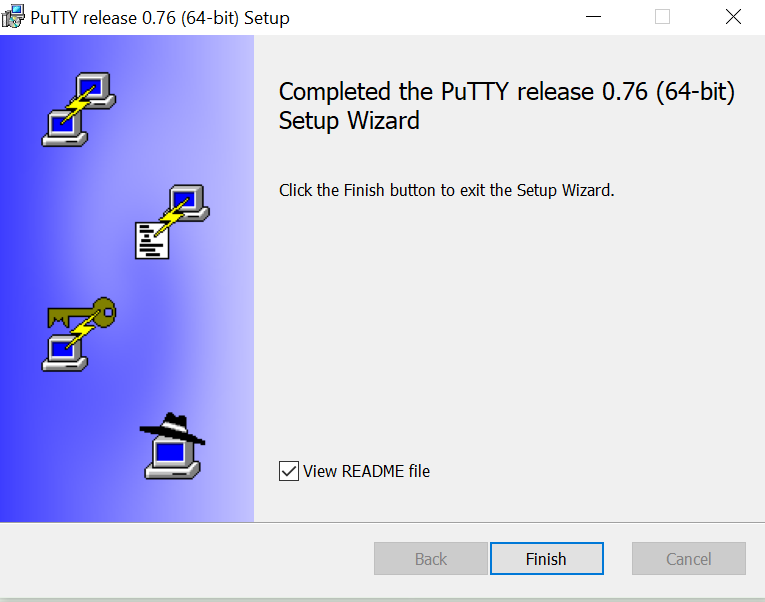 PuTTY release 0.76 (64-bit) Setup
Completed the PuTTY release 0.76 (64-bit)
Setup Wizard
Click the Finish button to exit the Setup Wizard.
View README file
Back
Finish
Cancel